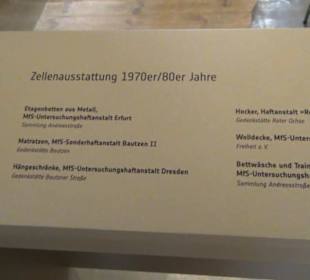 Zellenausstattung 1970er/80er Jahre
Etagenbetten aus Metall,
MfS-Untersuchungshaftanstalt Erfurt
Sammlung Andreasstraße
Matratzen, MfS-Sonderhaftanstalt Bautzen II
Gedenkstätte Bautzen
Hängeschränke, MfS-Untersuchungshaftanstalt Dresden
Gedenkstätte Bautzner Straße
Hocker, Haftanstalt »Ro
Gedenkstätte Roter Ochse
Wolldecke, MfS-Unters
Freiheit e.V.
Bettwäsche und Train
MfS-Untersuchungsh
Sammlung Andreasstraße